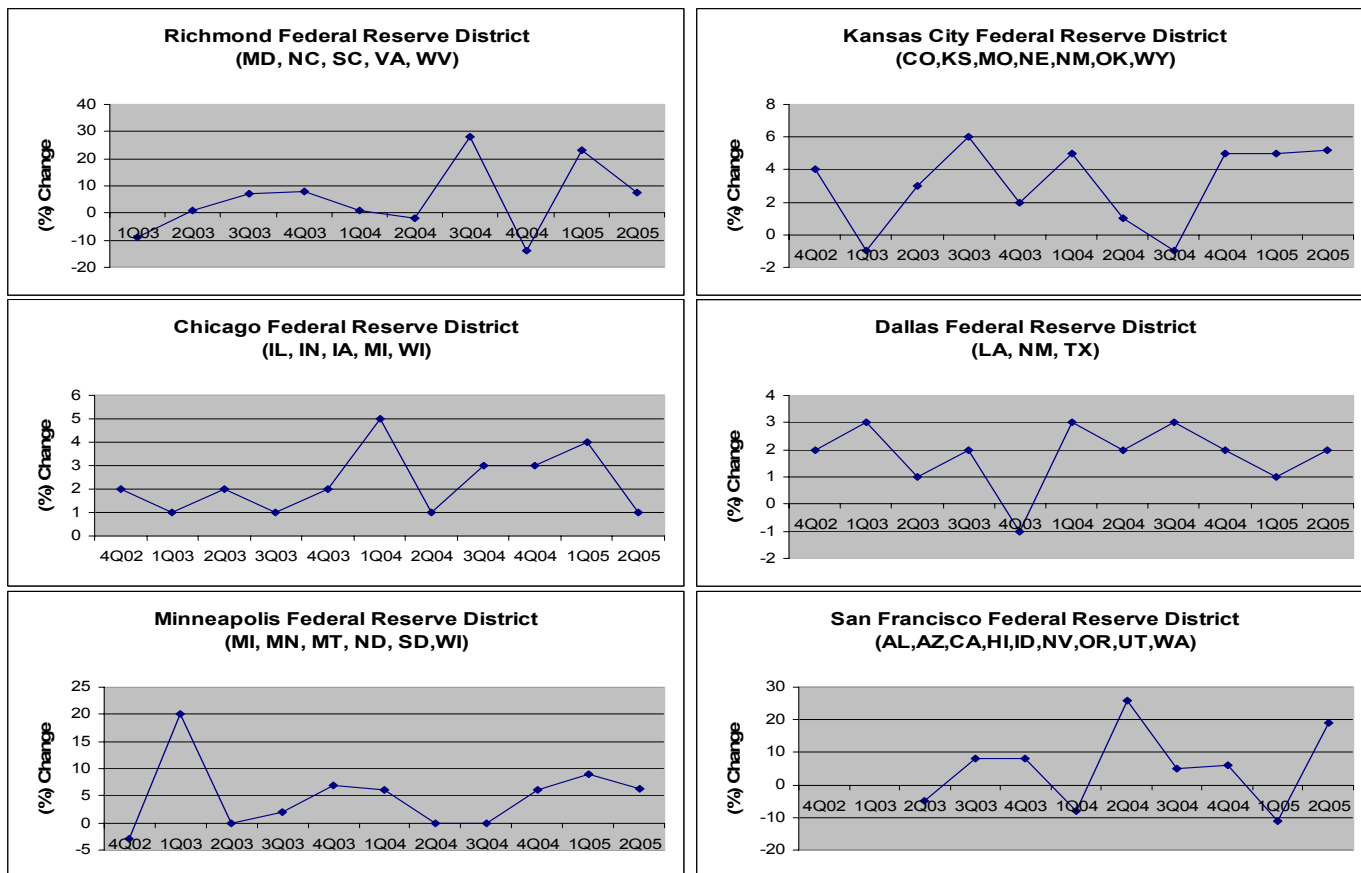 Richmond Federal Reserve District
(MD, NC, SC, VA, WV)
(%) Change
40
30
20
10
0
-10
-20
1Q03 2Q03 3Q03 4Q03 1Q04 2Q04 3Q04 4Q04 1Q05 2Q05
Kansas City Federal Reserve District
(CO,KS,MO,NE,NM,OK,WY)
(%) Change
8
6
4
2
0
-2
4Q02 1Q03 2Q03 3Q03 4Q03 1Q04 2Q04 3Q04 4Q04 1Q05 2Q05
Chicago Federal Reserve District
(IL, IN, IA, MI, WI)
(%) Change
6
5
4
3
2
1
0
4Q02 1Q03 2Q03 3Q03 4Q03 1Q04 2Q04 3Q04 4Q04 1Q05 2Q05
Dallas Federal Reserve District
(LA, NM, TX)
(%) Change
4
3
2
1
0
-1
-2
4Q02 1Q03 2Q03 3Q03 4Q03 1Q04 2Q04 3Q04 4Q04 1Q05 2Q05
Minneapolis Federal Reserve District
(MI, MN, MT, ND, SD,WI)
(%) Change
25
20
15
10
5
0
-5
4Q02 1Q03 2Q03 3Q03 4Q03 1Q04 2Q04 3Q04 4Q04 1Q05 2Q05
San Francisco Federal Reserve District
(AL,AZ,CA,HI,ID,NV,OR,UT,WA)
(%) Change
30
20
10
0
-10
-20
4Q02 1Q03 2Q03 3Q03 4Q03 1Q04 2Q04 3Q04 4Q04 1Q05 2Q05